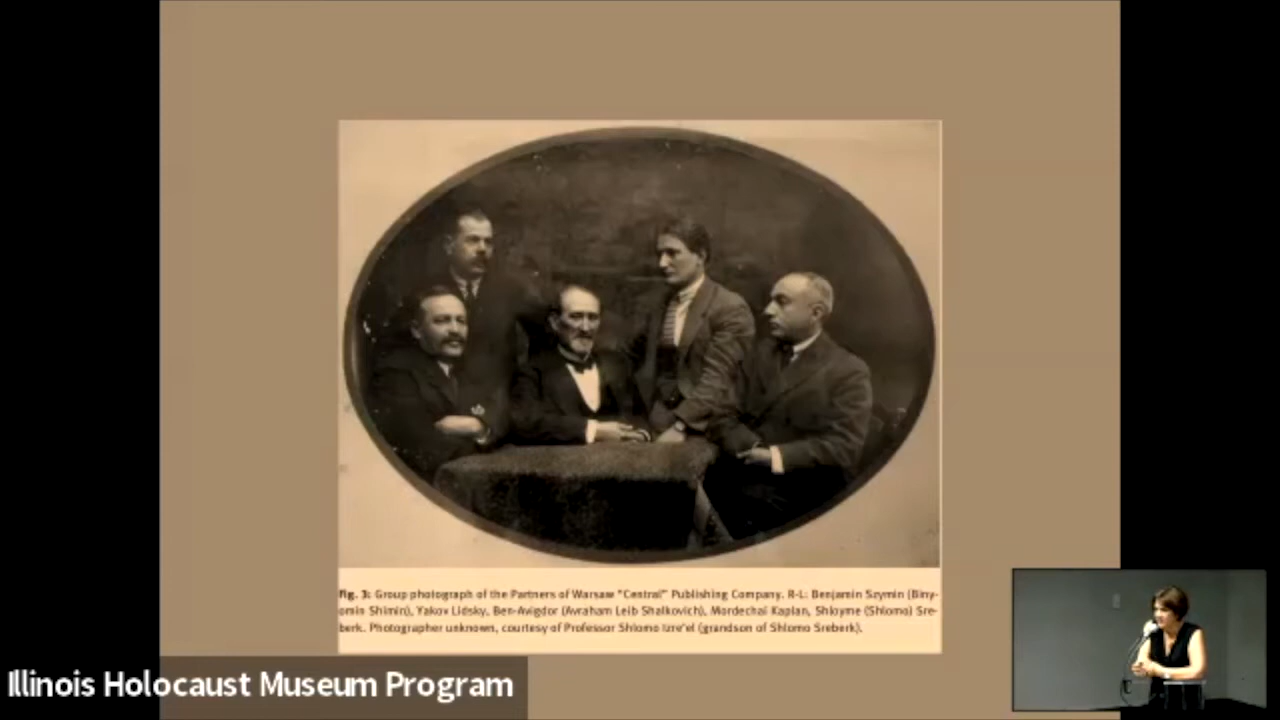 Fig. 3: Group photograph of the Partners of Warsaw "Central" Publishing Company. R-L: Benjamin Szymin (Biny-
omin Shimin), Yakov Lidsky, Ben-Avigdor (Avraham Leib Shalkovich), Mordechai Kaplan, Shloyme (Shlomo) Sre-
berk. Photographer unknown, courtesy of Professor Shlomo Izre'el (grandson of Shlomo Sreberk).
Illinois Holocaust Museum Program